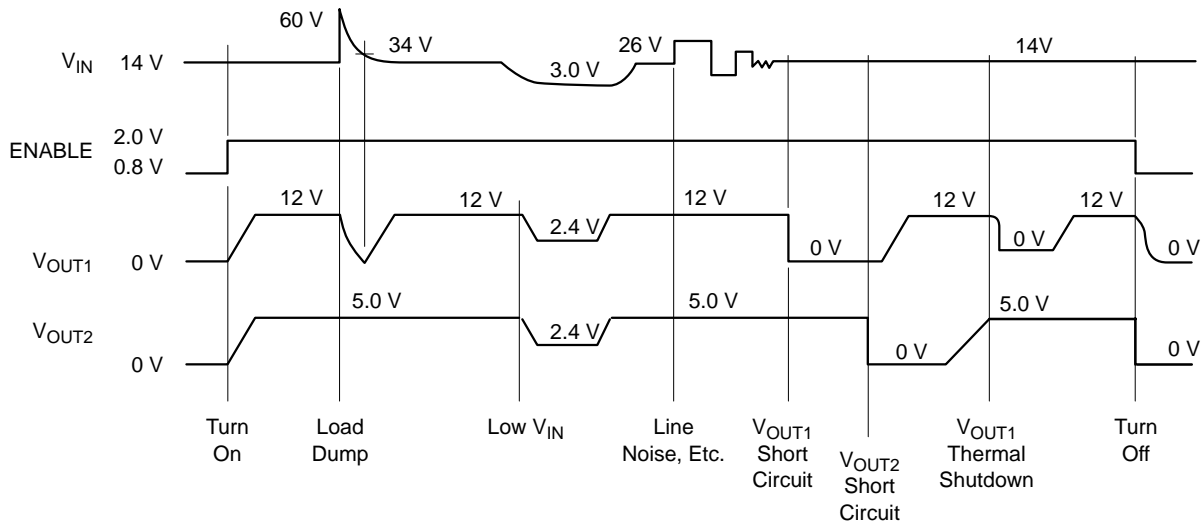 60 V
34 V
26 V
14V
V_IN 14 V
3.0 V
2.0 V
ENABLE
0.8 V
12 V
12 V
12 V
12 V
12 V
2.4 V
V_OUT1 0 V
0 V
0 V
0 V
5.0 V
5.0 V
5.0 V
V_OUT2
2.4 V
0 V
0 V
0 V
Turn
On
Load
Dump
Low V_IN
Line
Noise, Etc.
V_OUT1
Short
Circuit
V_OUT2
Short
Circuit
V_OUT1
Thermal
Shutdown
Turn
Off